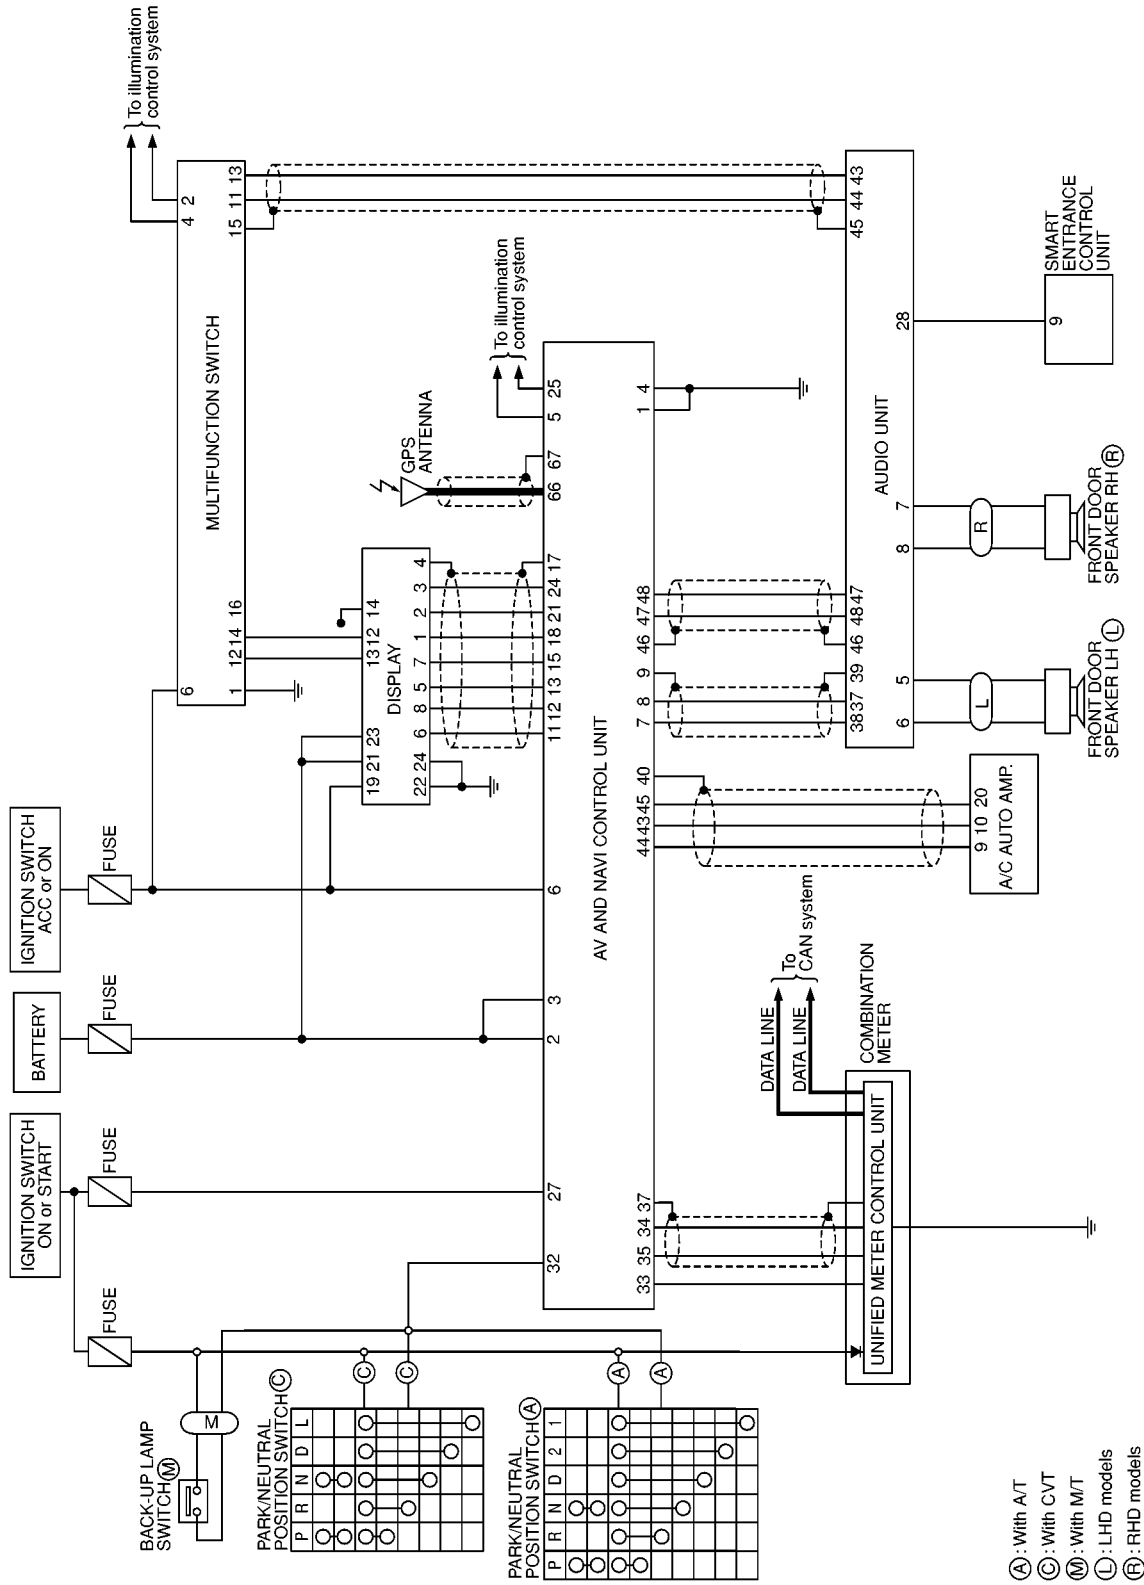 IGNITION SWITCH
ON or START
BATTERY
IGNITION SWITCH
ACC or ON
FUSE
FUSE
FUSE
FUSE
To illumination
control system
BACK-UP LAMP
SWITCH Ⓜ
M
MULTIFUNCTION SWITCH
6
4
2
1
12 14 16
15 11 13
PARK/NEUTRAL
POSITION SWITCH Ⓒ
P R N D L
C
C
DISPLAY
19 21 23
13 12 14
22 24 6 8 5 7 1 2 3 4
GPS
ANTENNA
To illumination
control system
PARK/NEUTRAL
POSITION SWITCH Ⓐ
P R N D 2 1
A
A
AV AND NAVI CONTROL UNIT
32
27
2
3
6
11 12 13 15 18 21 24 17
66
67
5
25
33
35
34
37
44 43 45 40
7 8 9
46 47 48
1 4
DATA LINE
DATA LINE
To
CAN system
COMBINATION
METER
UNIFIED METER CONTROL UNIT
A/C AUTO AMP.
9 10 20
AUDIO UNIT
38 37 39
46 48 47
45 44 43
6
5
8
7
28
L
R
FRONT DOOR
SPEAKER LH Ⓛ
FRONT DOOR
SPEAKER RH Ⓡ
SMART
ENTRANCE
CONTROL
UNIT
9
Ⓐ : With A/T
Ⓒ : With CVT
Ⓜ : With M/T
Ⓛ : LHD models
Ⓡ : RHD models